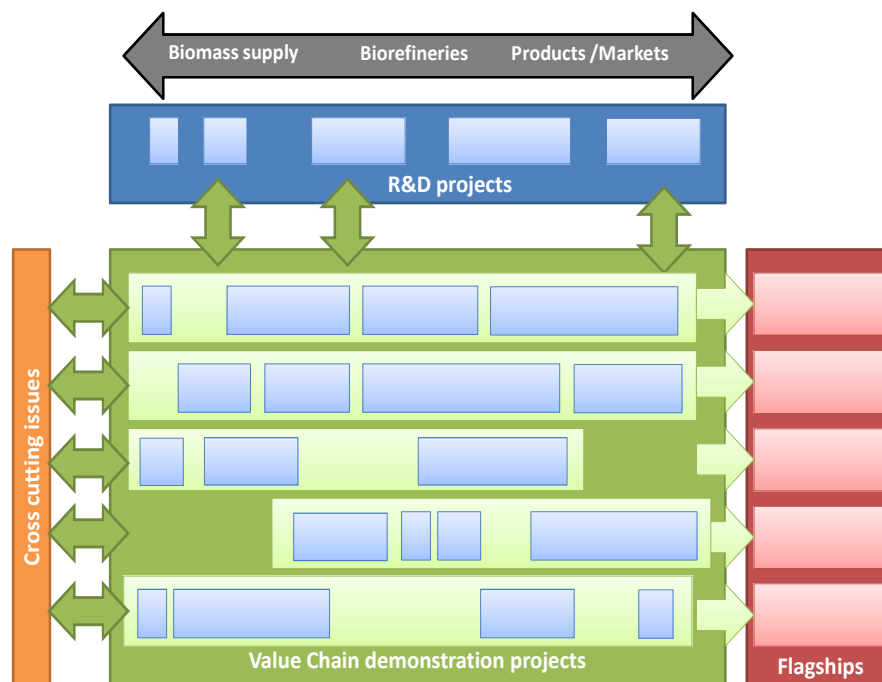 Biomass supply Biorefineries Products /Markets
R&D projects
Cross cutting issues
Value Chain demonstration projects
Flagships